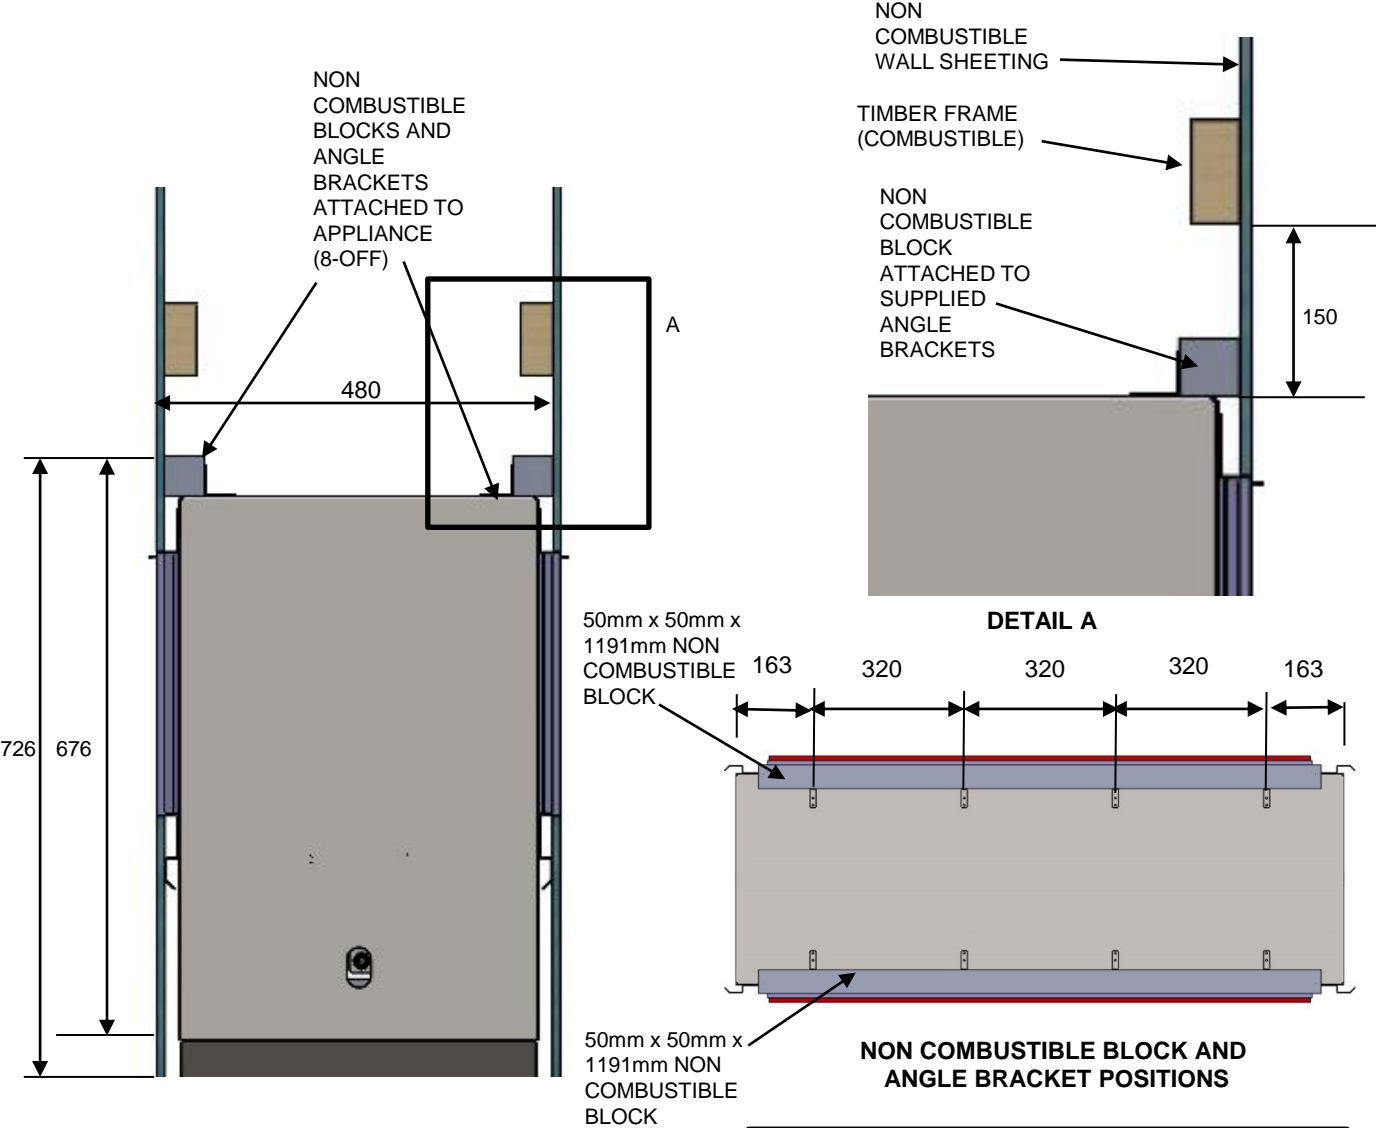 NON
COMBUSTIBLE
BLOCKS AND
ANGLE
BRACKETS
ATTACHED TO
APPLIANCE
(8-OFF)
A
480
726
676
NON
COMBUSTIBLE
WALL SHEETING
TIMBER FRAME
(COMBUSTIBLE)
NON
COMBUSTIBLE
BLOCK
ATTACHED TO
SUPPLIED
ANGLE
BRACKETS
150
DETAIL A
50mm x 50mm x
1191mm NON
COMBUSTIBLE
BLOCK
163
320
320
320
163
50mm x 50mm x
1191mm NON
COMBUSTIBLE
BLOCK
NON COMBUSTIBLE BLOCK AND
ANGLE BRACKET POSITIONS